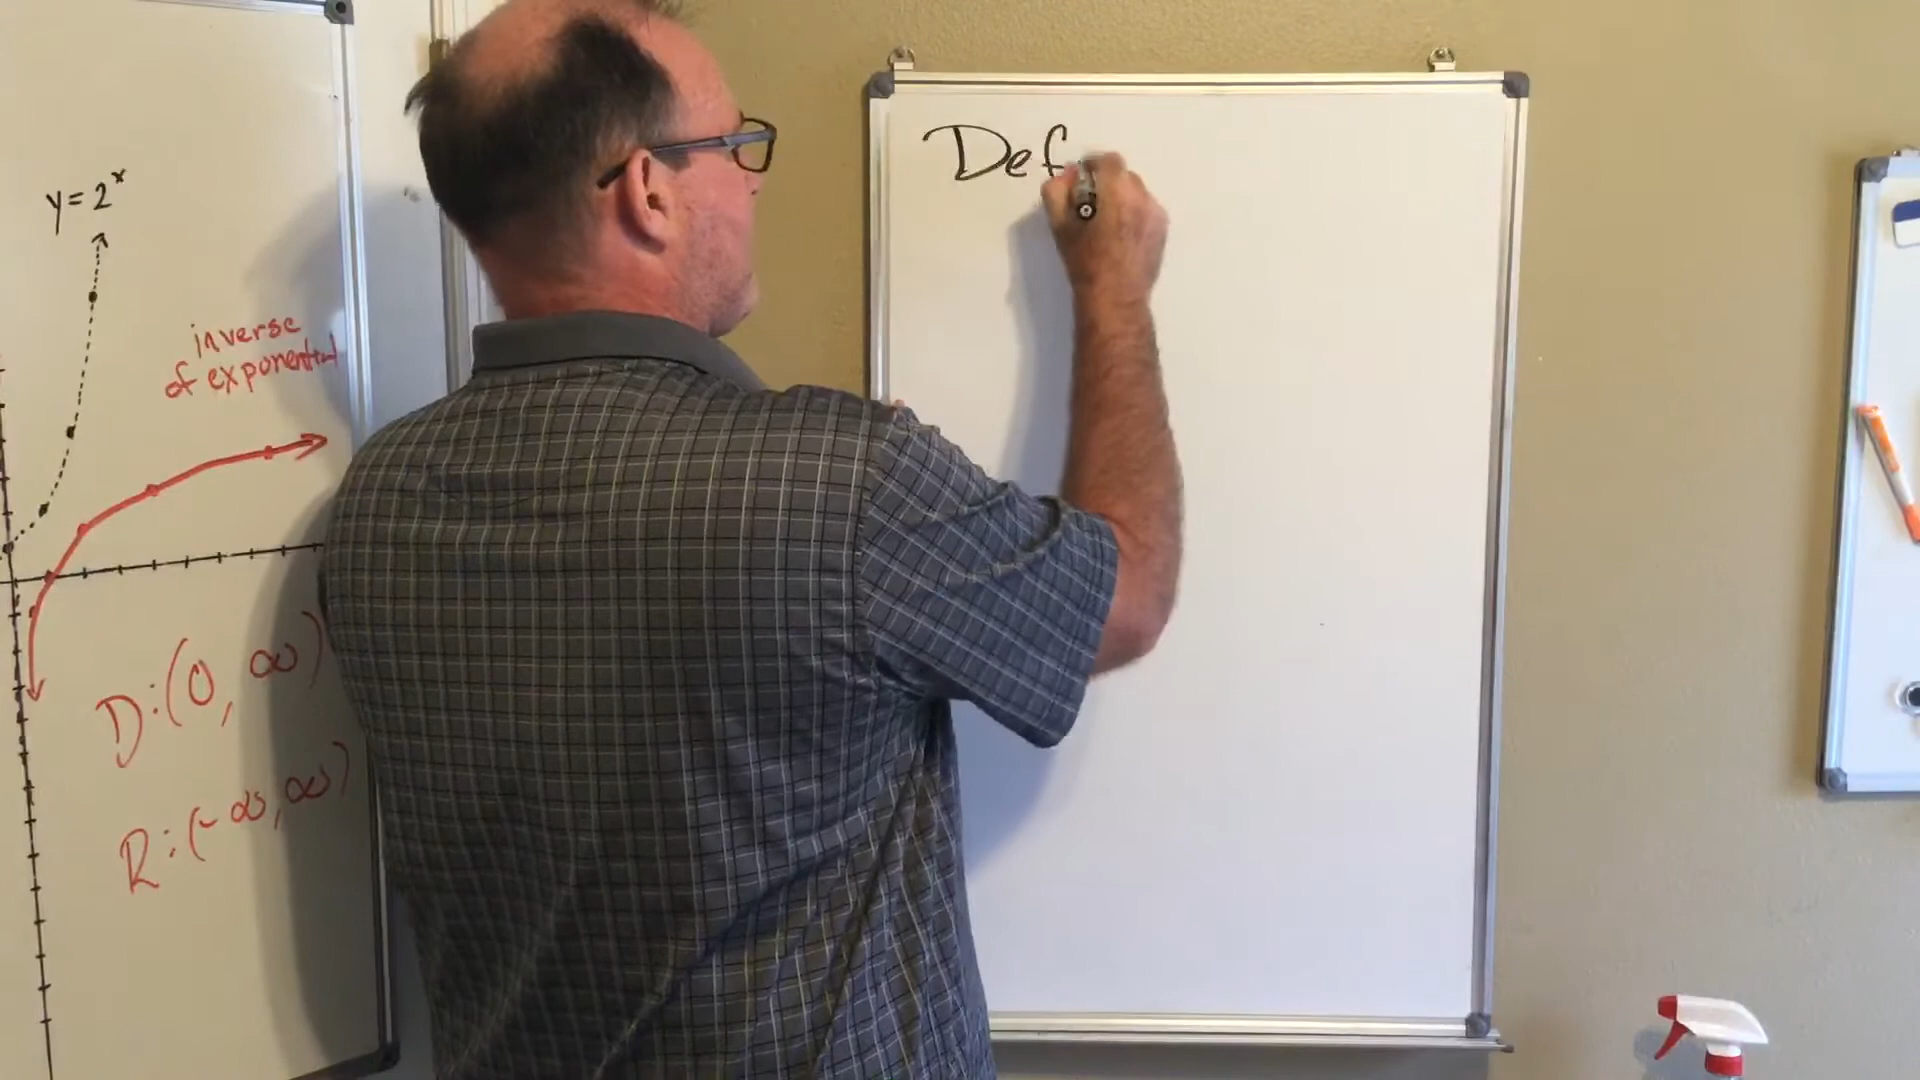 y=2^x
inverse
of exponential
D:(0, ∞)
R:(-∞,∞)
Def